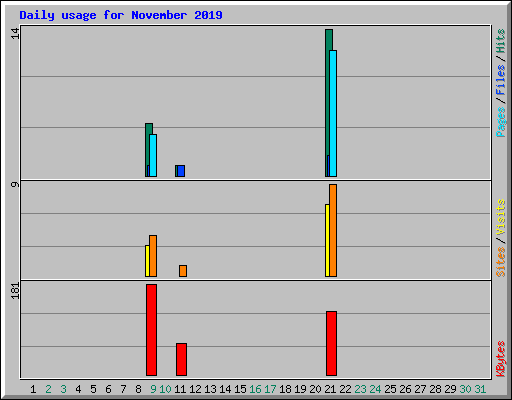 Daily usage for November 2019
14
9
181
Pages / Files / Hits
Sites / Visits
KBytes
1 2 3 4 5 6 7 8 9 10 11 12 13 14 15 16 17 18 19 20 21 22 23 24 25 26 27 28 29 30 31